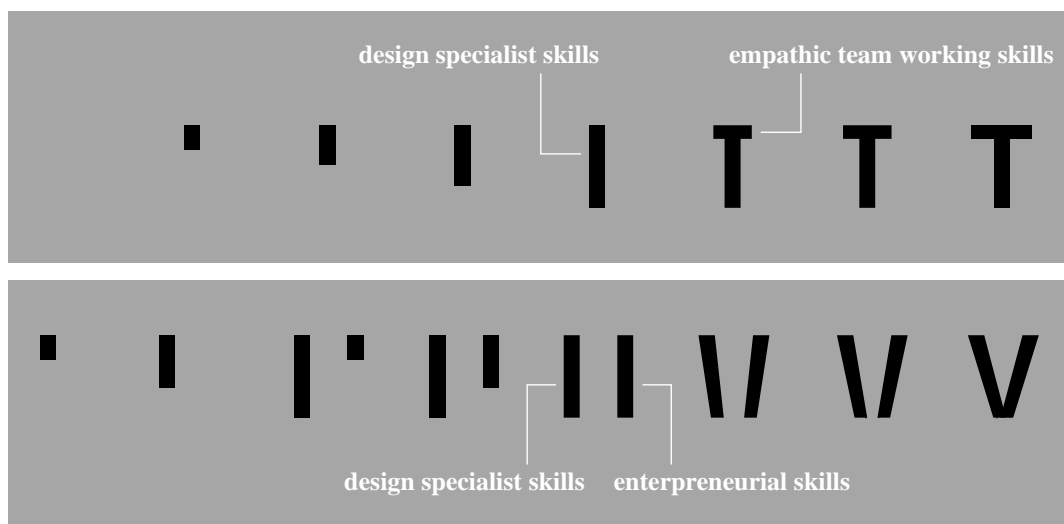 design specialist skills
empathic team working skills
design specialist skills
enterpreneurial skills